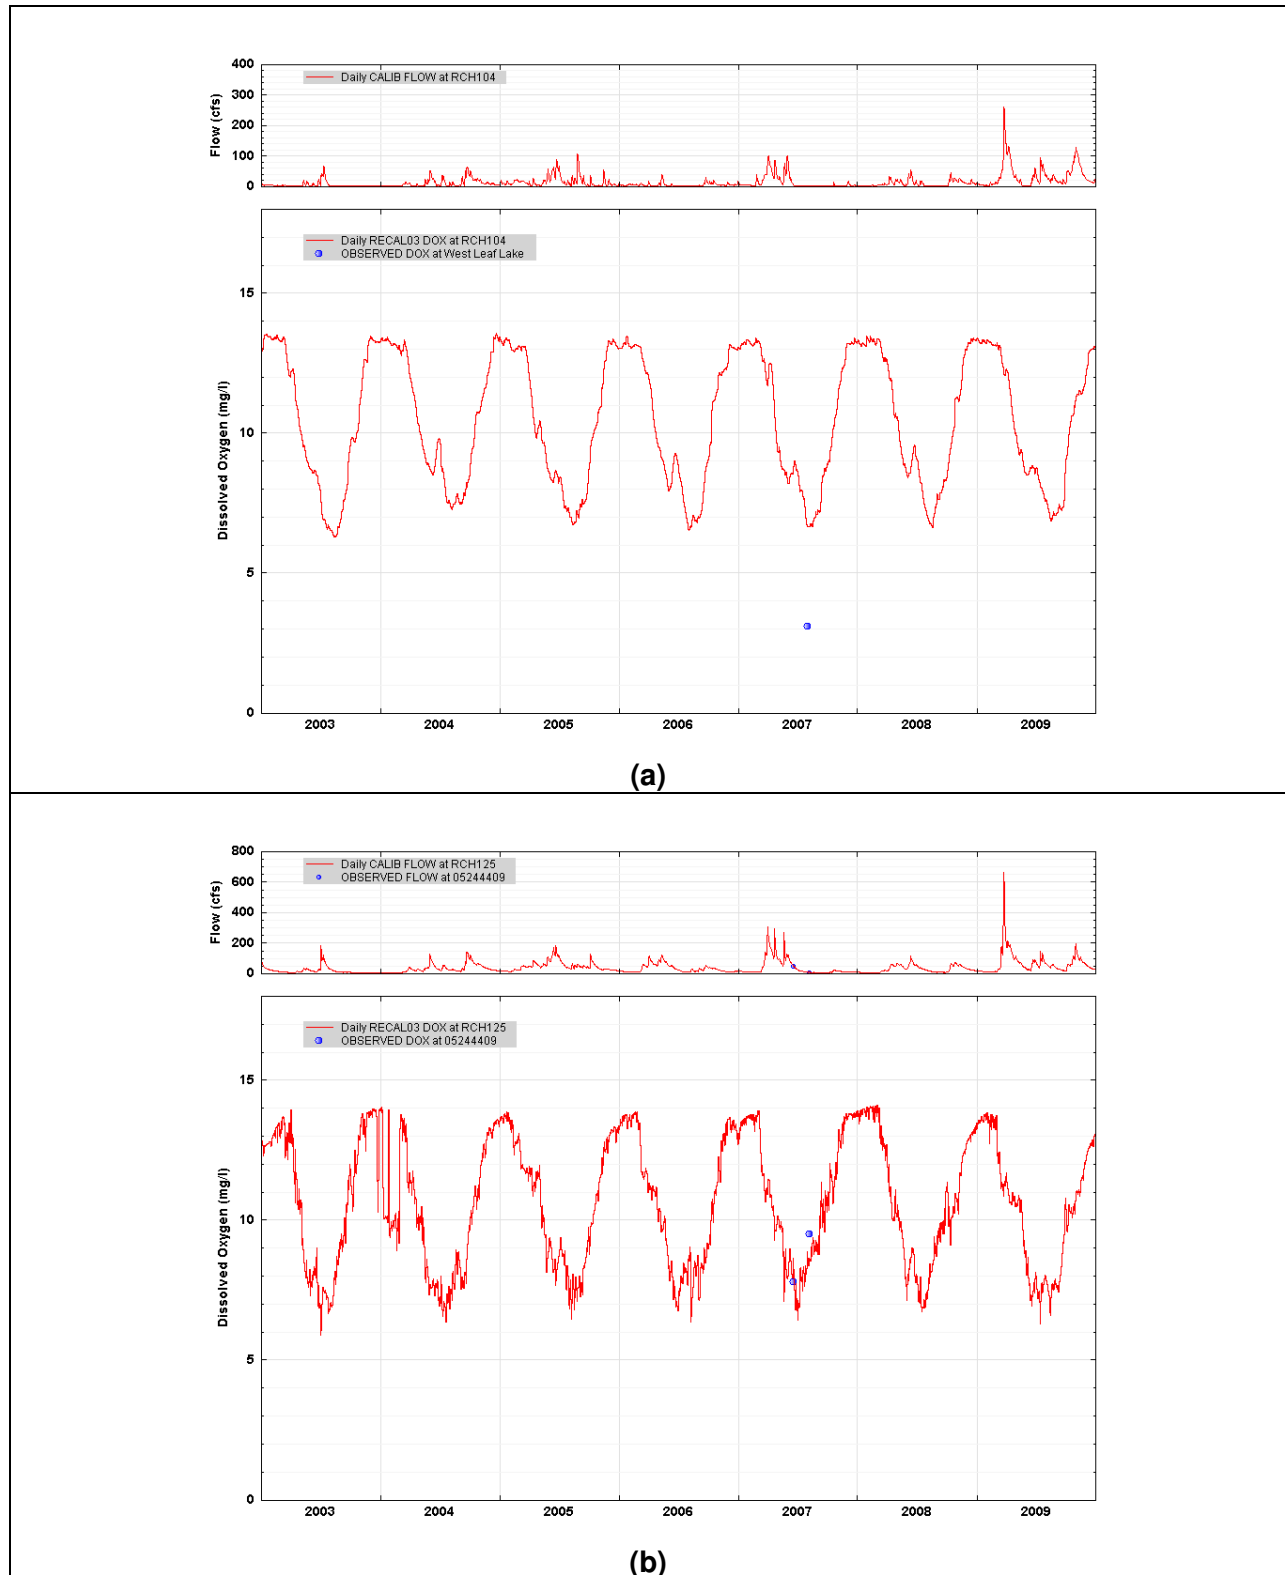 400
300
200
100
0
Flow (cfs)
Daily CALIB FLOW at RCH104
Daily RECAL03 DOX at RCH104
OBSERVED DOX at West Leaf Lake
15
10
5
0
Dissolved Oxygen (mg/l)
2003 2004 2005 2006 2007 2008 2009
(a)
800
600
400
200
0
Flow (cfs)
Daily CALIB FLOW at RCH125
OBSERVED FLOW at 05244409
Daily RECAL03 DOX at RCH125
OBSERVED DOX at 05244409
15
10
5
0
Dissolved Oxygen (mg/l)
2003 2004 2005 2006 2007 2008 2009
(b)